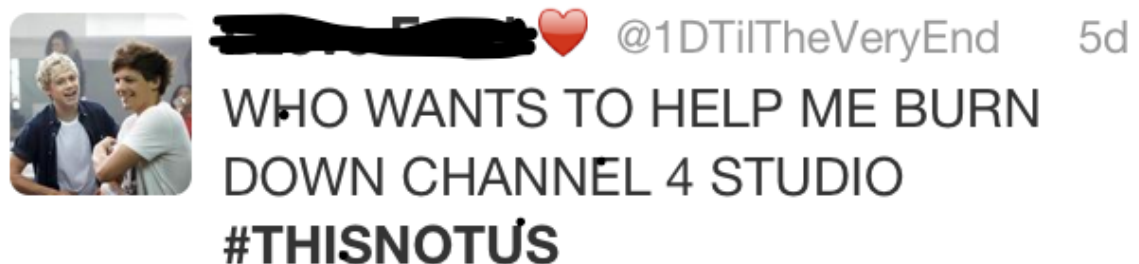 @1DTilTheVeryEnd 5d
WHO WANTS TO HELP ME BURN
DOWN CHANNEL 4 STUDIO
#THISNOTUS